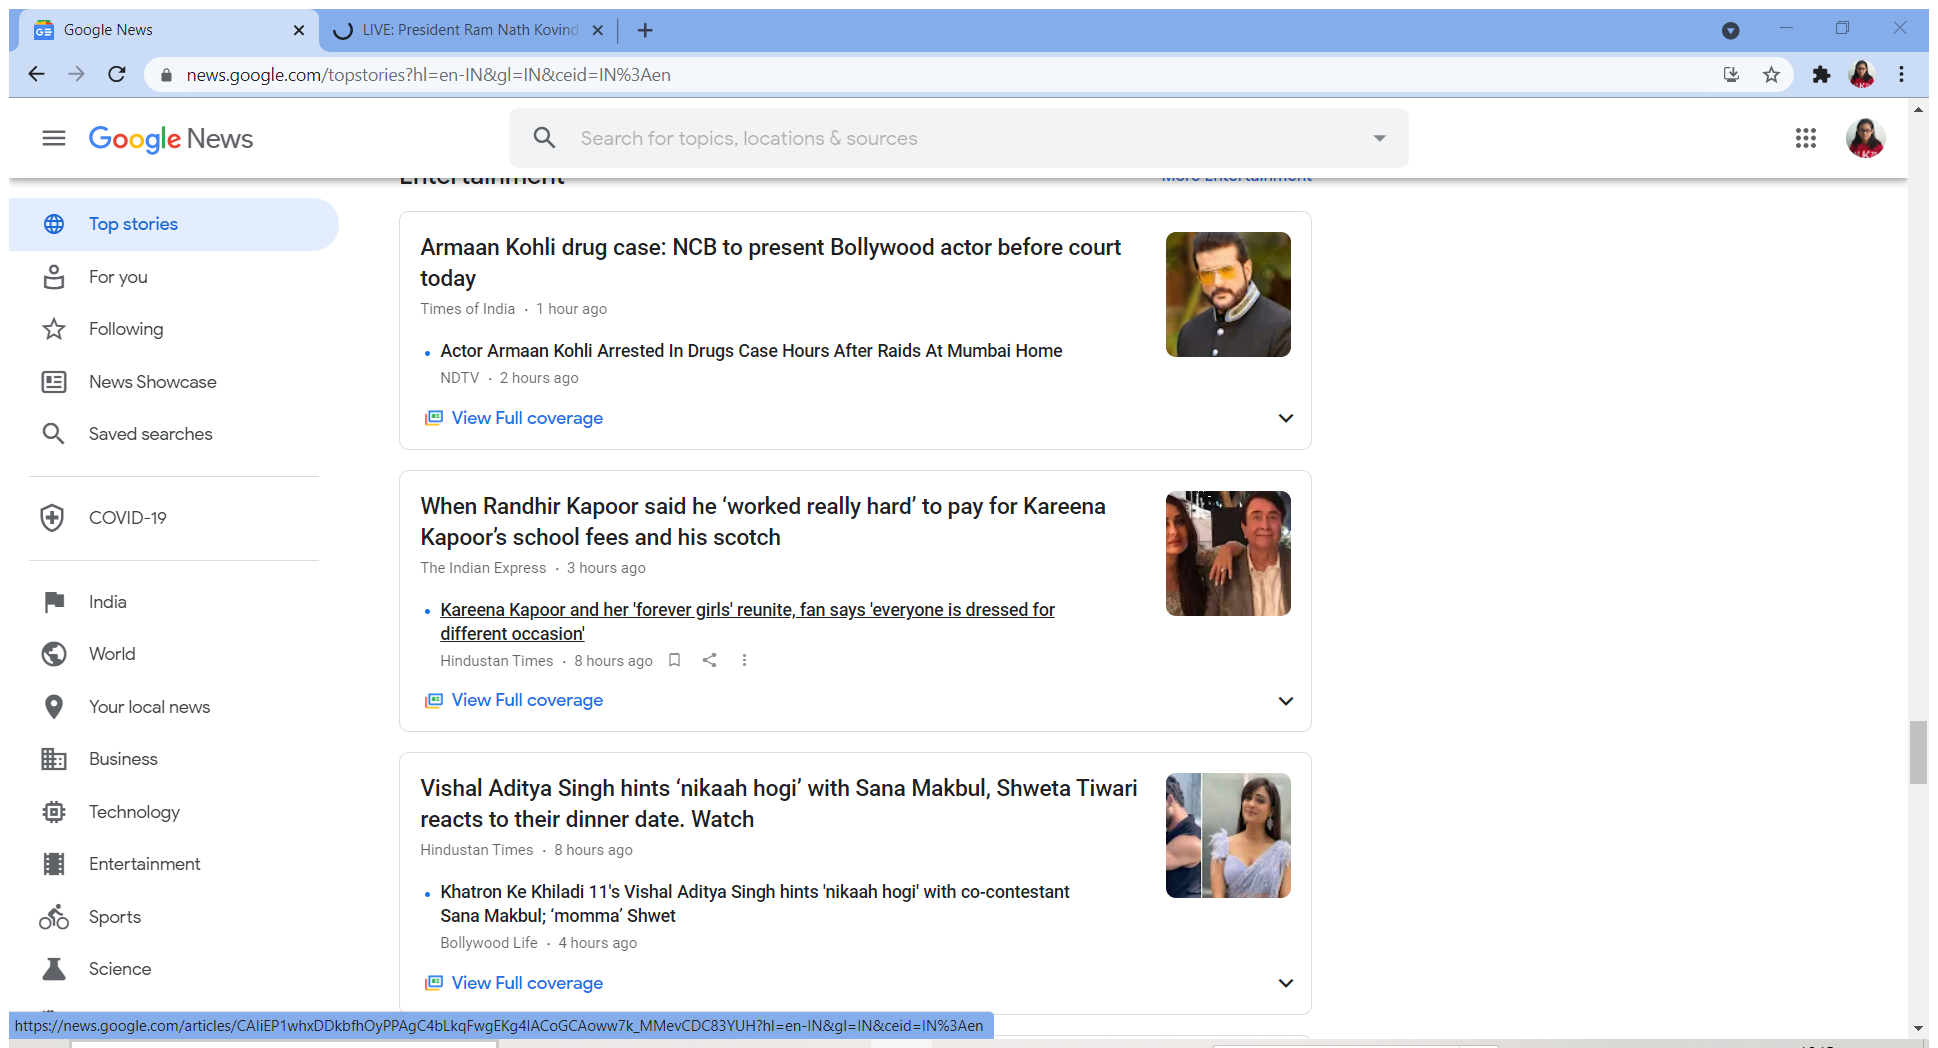 Google News
LIVE: President Ram Nath Kovind
news.google.com/topstories?hl=en-IN&gl=IN&ceid=IN%3Aen
Google News
Search for topics, locations & sources
Entertainment
More Entertainment
Top stories
For you
Following
News Showcase
Saved searches
COVID-19
India
World
Your local news
Business
Technology
Entertainment
Sports
Science
Armaan Kohli drug case: NCB to present Bollywood actor before court
today
Times of India · 1 hour ago
Actor Armaan Kohli Arrested In Drugs Case Hours After Raids At Mumbai Home
NDTV · 2 hours ago
View Full coverage
When Randhir Kapoor said he ‘worked really hard’ to pay for Kareena
Kapoor’s school fees and his scotch
The Indian Express · 3 hours ago
Kareena Kapoor and her 'forever girls' reunite, fan says 'everyone is dressed for
different occasion'
Hindustan Times · 8 hours ago
View Full coverage
Vishal Aditya Singh hints ‘nikaah hogi’ with Sana Makbul, Shweta Tiwari
reacts to their dinner date. Watch
Hindustan Times · 8 hours ago
Khatron Ke Khiladi 11's Vishal Aditya Singh hints 'nikaah hogi' with co-contestant
Sana Makbul; ‘momma’ Shwet
Bollywood Life · 4 hours ago
View Full coverage
https://news.google.com/articles/CAIiEP1whxDDkbfhOyPPAgC4bLkqFwgEKg4IACoGCAoww7k_MMevCDC83YUH?hl=en-IN&gl=IN&ceid=IN%3Aen